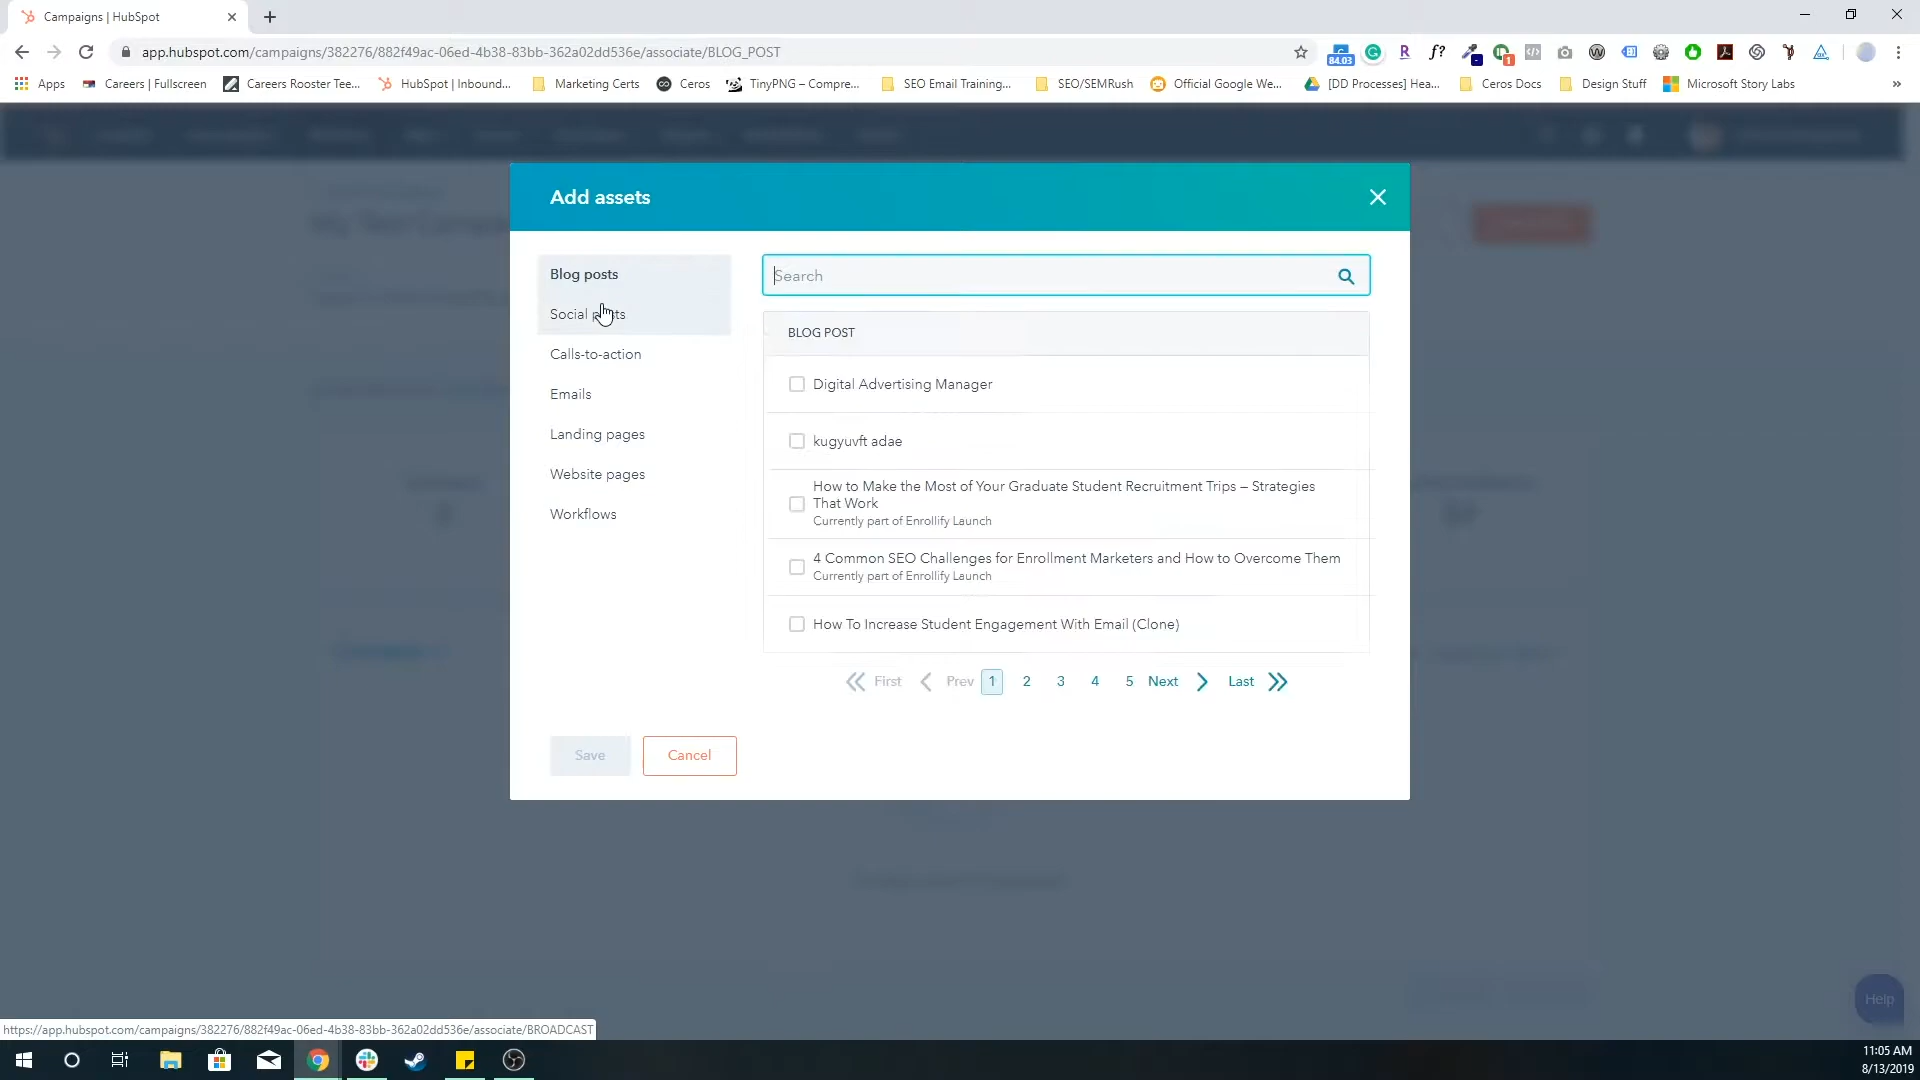 Campaigns | HubSpot
app.hubspot.com/campaigns/382276/882f49ac-06ed-4b38-83bb-362a02dd536e/associate/BLOG_POST
84.03
f?
1
Apps
Careers | Fullscreen
Careers Rooster Tee...
HubSpot | Inbound...
Marketing Certs
Ceros
TinyPNG – Compre...
SEO Email Training...
SEO/SEMRush
Official Google We...
[DD Processes] Hea...
Ceros Docs
Design Stuff
Microsoft Story Labs
»
Add assets
Blog posts
Social
Calls-to-action
Emails
Landing pages
Website pages
Workflows
Search
BLOG POST
Digital Advertising Manager
kugyuvft adae
How to Make the Most of Your Graduate Student Recruitment Trips – Strategies
That Work
Currently part of Enrollify Launch
4 Common SEO Challenges for Enrollment Marketers and How to Overcome Them
Currently part of Enrollify Launch
How To Increase Student Engagement With Email (Clone)
First Prev 1 2 3 4 5 Next Last
Save
Cancel
Help
https://app.hubspot.com/campaigns/382276/882f49ac-06ed-4b38-83bb-362a02dd536e/associate/BROADCAST
11:05 AM
8/13/2019